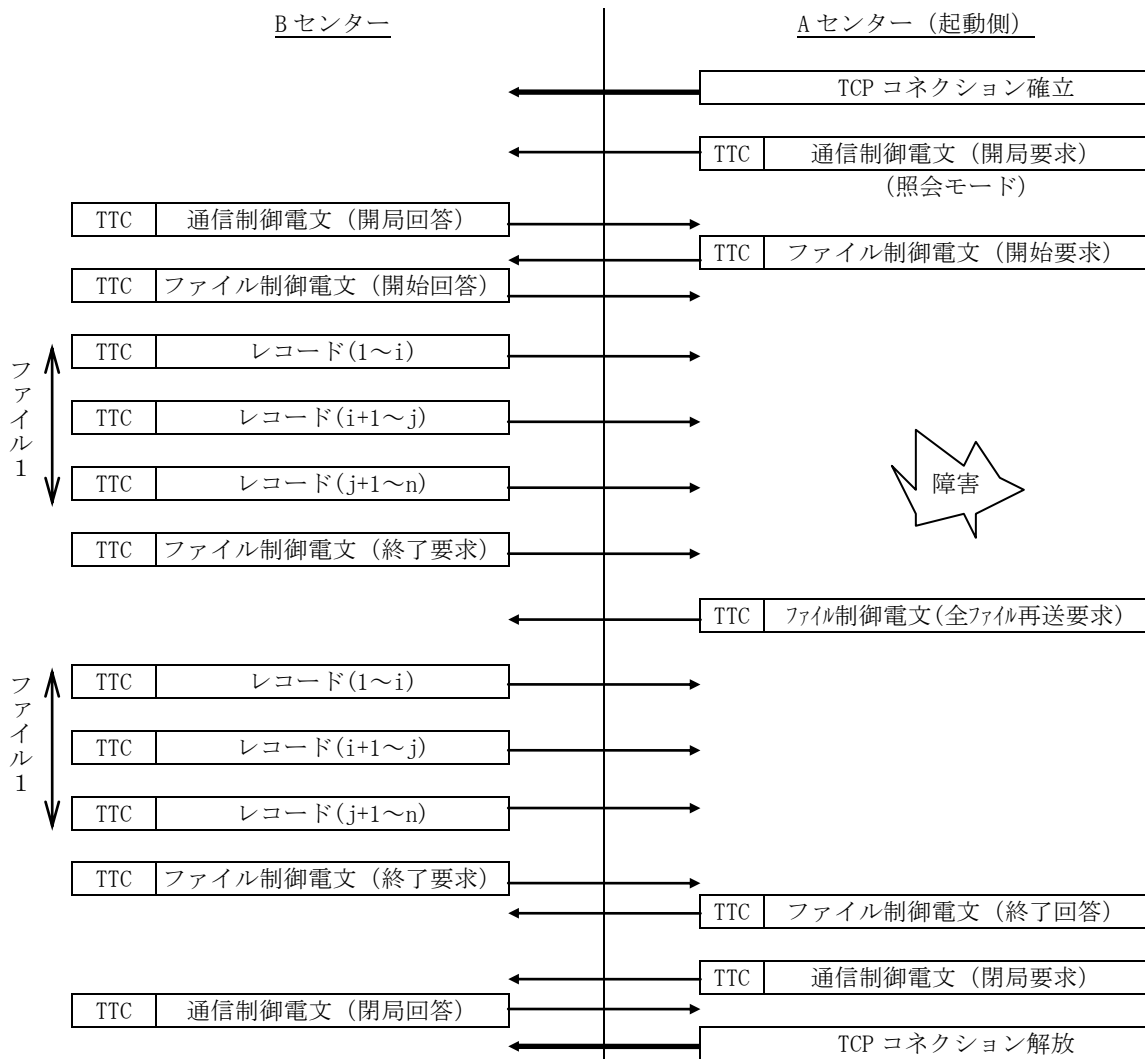 Bセンター Aセンター（起動側）
TCPコネクション確立
TTC 通信制御電文（開局要求）
（照会モード）
TTC 通信制御電文（開局回答）
TTC ファイル制御電文（開始要求）
TTC ファイル制御電文（開始回答）
ファイル1
TTC レコード(1～i)
TTC レコード(i+1～j)
障害
TTC レコード(j+1～n)
TTC ファイル制御電文（終了要求）
TTC ﾌｧｲﾙ制御電文(全ﾌｧｲﾙ再送要求)
ファイル1
TTC レコード(1～i)
TTC レコード(i+1～j)
TTC レコード(j+1～n)
TTC ファイル制御電文（終了要求）
TTC ファイル制御電文（終了回答）
TTC 通信制御電文（閉局要求）
TTC 通信制御電文（閉局回答）
TCPコネクション解放